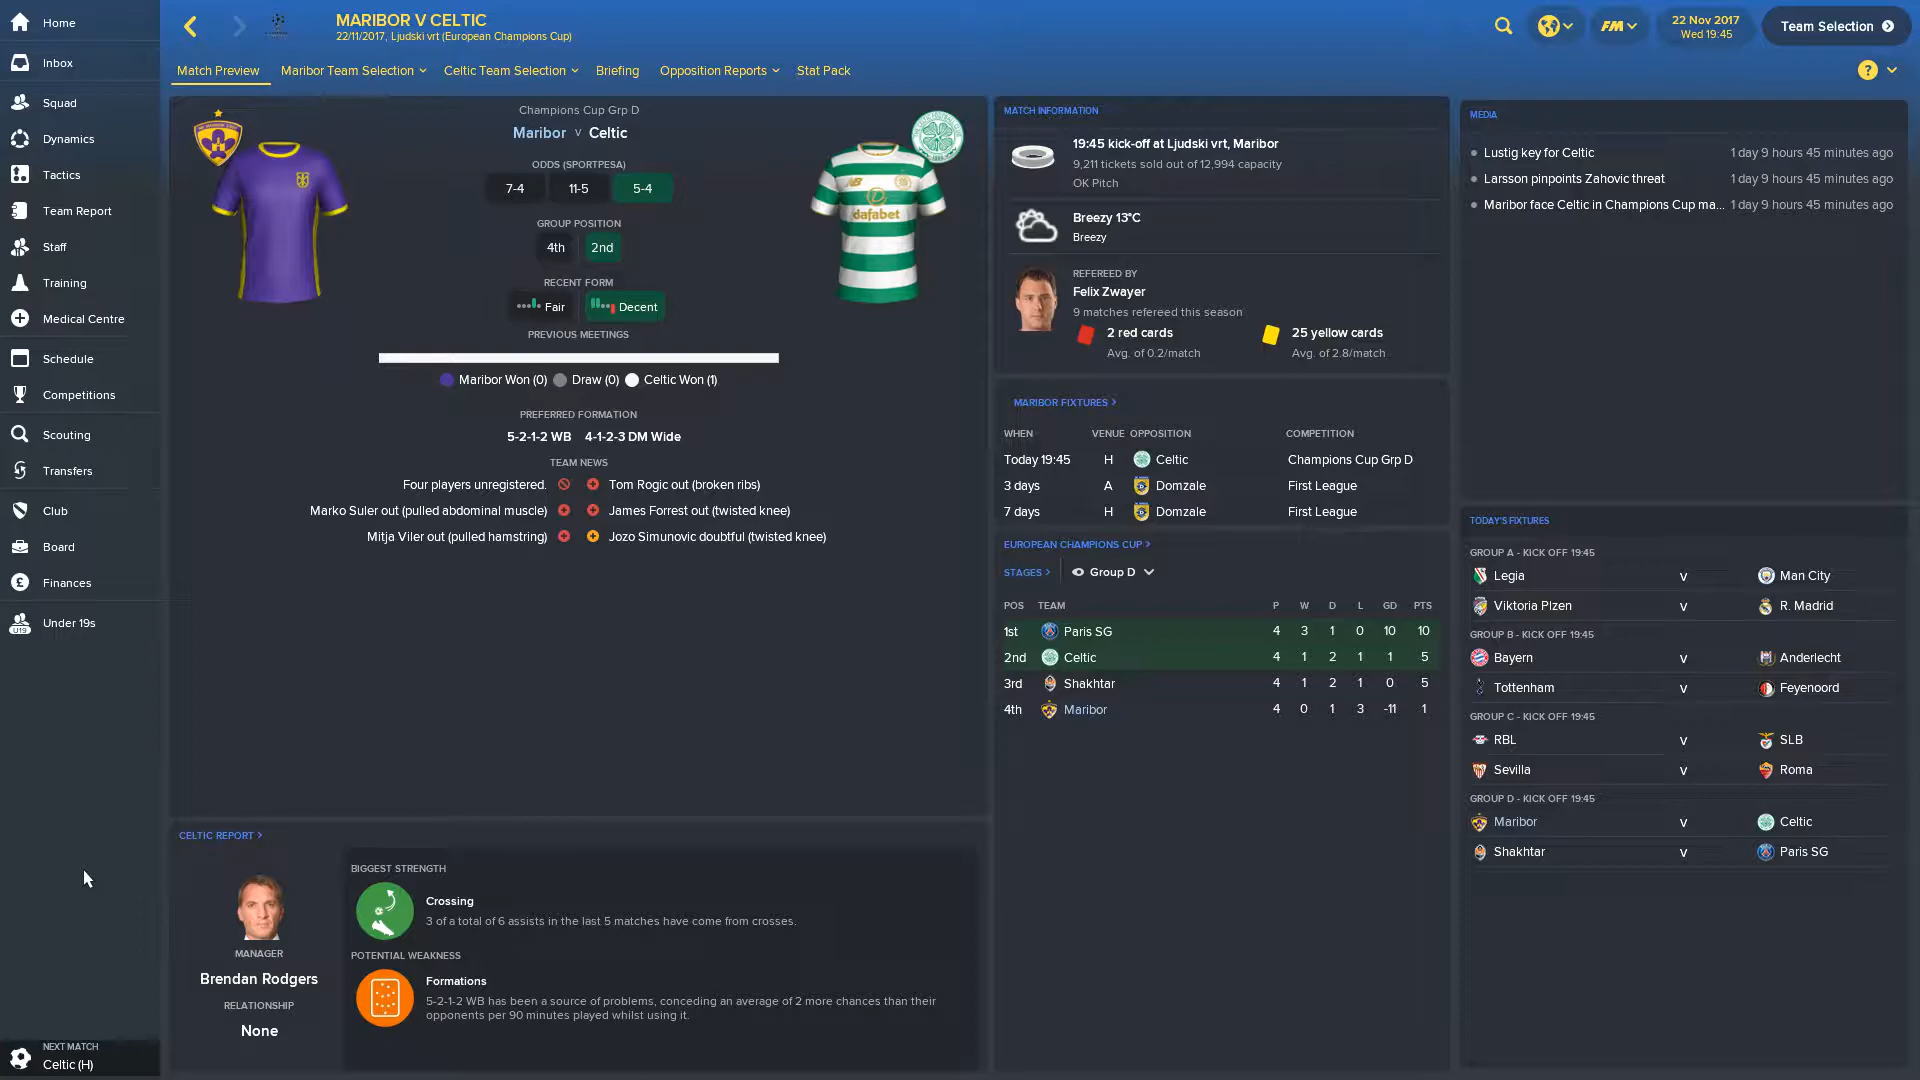 Home
Inbox
Squad
Dynamics
Tactics
Team Report
Staff
Training
Medical Centre
Schedule
Competitions
Scouting
Transfers
Club
Board
Finances
U19
Under 19s
NEXT MATCH
Celtic (H)
MARIBOR V CELTIC
22/11/2017, Ljudski vrt (European Champions Cup)
FM
22 Nov 2017
Wed 19:45
Team Selection
Match Preview
Maribor Team Selection
Celtic Team Selection
Briefing
Opposition Reports
Stat Pack
?
Champions Cup Grp D
Maribor v Celtic
ODDS (SPORTPESA)
7-4 11-5 5-4
GROUP POSITION
4th 2nd
RECENT FORM
Fair Decent
PREVIOUS MEETINGS
Maribor Won (0) Draw (0) Celtic Won (1)
dafabet
PREFERRED FORMATION
5-2-1-2 WB 4-1-2-3 DM Wide
TEAM NEWS
Four players unregistered. Tom Rogic out (broken ribs)
Marko Suler out (pulled abdominal muscle) James Forrest out (twisted knee)
Mitja Viler out (pulled hamstring) Jozo Simunovic doubtful (twisted knee)
CELTIC REPORT
MANAGER
Brendan Rodgers
RELATIONSHIP
None
BIGGEST STRENGTH
Crossing
3 of a total of 6 assists in the last 5 matches have come from crosses.
POTENTIAL WEAKNESS
Formations
5-2-1-2 WB has been a source of problems, conceding an average of 2 more chances than their
opponents per 90 minutes played whilst using it.
MATCH INFORMATION
19:45 kick-off at Ljudski vrt, Maribor
9,211 tickets sold out of 12,994 capacity
OK Pitch
Breezy 13°C
Breezy
REFEREED BY
Felix Zwayer
9 matches refereed this season
2 red cards 25 yellow cards
Avg. of 0.2/match Avg. of 2.8/match
MARIBOR FIXTURES
WHEN VENUE OPPOSITION COMPETITION
Today 19:45 H Celtic Champions Cup Grp D
3 days A Domzale First League
7 days H Domzale First League
EUROPEAN CHAMPIONS CUP
STAGES Group D
POS TEAM P W D L GD PTS
1st Paris SG 4 3 1 0 10 10
2nd Celtic 4 1 2 1 1 5
3rd Shakhtar 4 1 2 1 0 5
4th Maribor 4 0 1 3 -11 1
MEDIA
Lustig key for Celtic 1 day 9 hours 45 minutes ago
Larsson pinpoints Zahovic threat 1 day 9 hours 45 minutes ago
Maribor face Celtic in Champions Cup ma... 1 day 9 hours 45 minutes ago
TODAY'S FIXTURES
GROUP A - KICK OFF 19:45
Legia v Man City
Viktoria Plzen v R. Madrid
GROUP B - KICK OFF 19:45
Bayern v Anderlecht
Tottenham v Feyenoord
GROUP C - KICK OFF 19:45
RBL v SLB
Sevilla v Roma
GROUP D - KICK OFF 19:45
Maribor v Celtic
Shakhtar v Paris SG